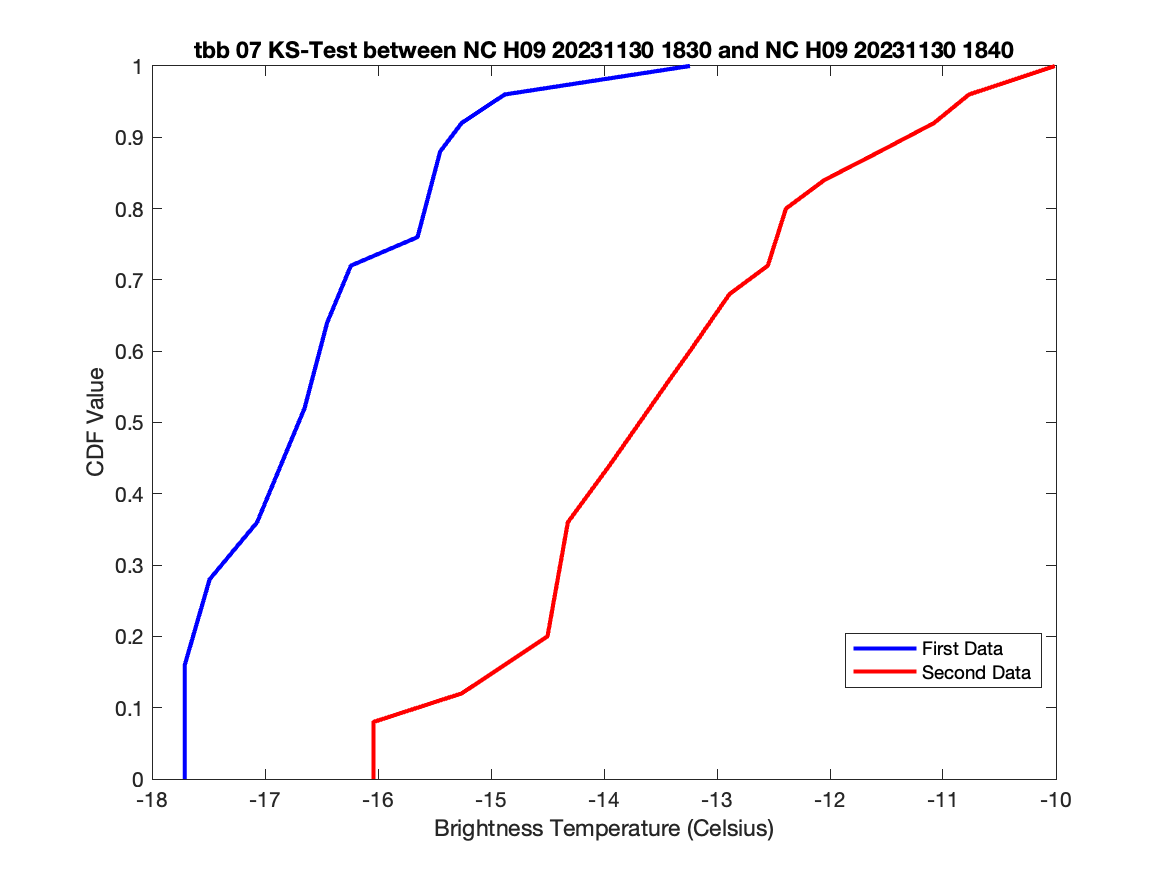 tbb 07 KS-Test between NC H09 20231130 1830 and NC H09 20231130 1840
1
0.9
0.8
0.7
0.6
0.5
0.4
0.3
0.2
0.1
0
CDF Value
First Data
Second Data
-18 -17 -16 -15 -14 -13 -12 -11 -10
Brightness Temperature (Celsius)